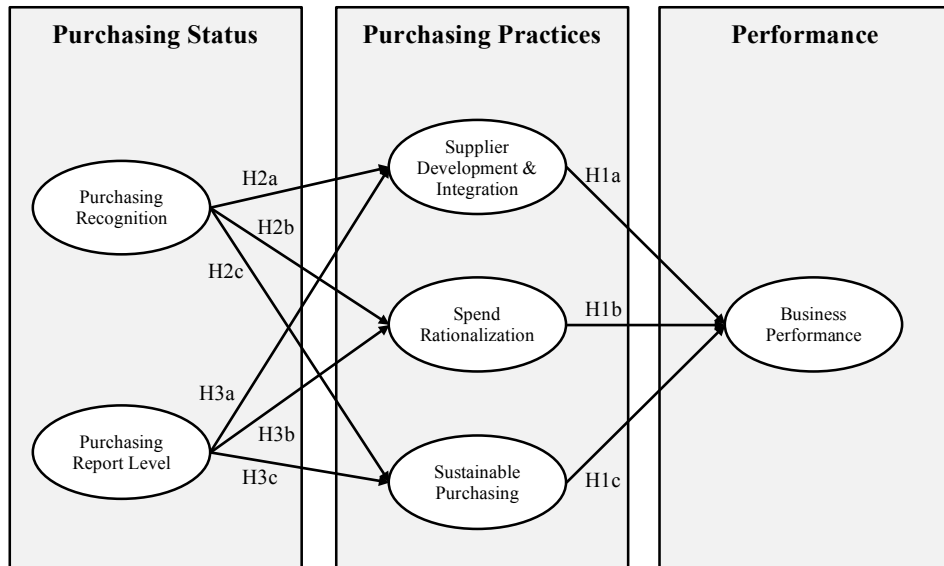 Purchasing Status
Purchasing Practices
Performance
Supplier
Development &
Integration
H2a
H1a
Purchasing
Recognition
H2b
H2c
Spend
Rationalization
H1b
Business
Performance
H3a
H3b
Purchasing
Report Level
H3c
Sustainable
Purchasing
H1c